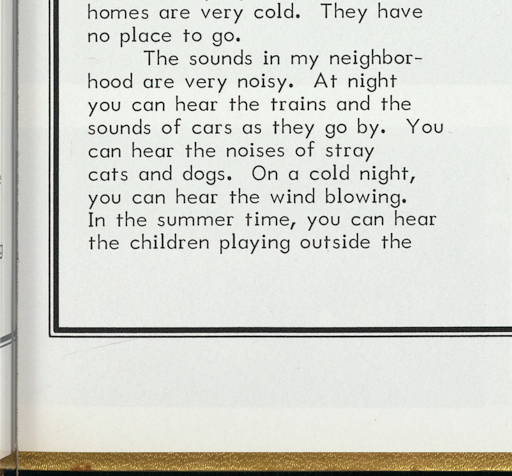 homes are very cold. They have
no place to go.
The sounds in my neighbor-
hood are very noisy. At night
you can hear the trains and the
sounds of cars as they go by. You
can hear the noises of stray
cats and dogs. On a cold night,
you can hear the wind blowing.
In the summer time, you can hear
the children playing outside the